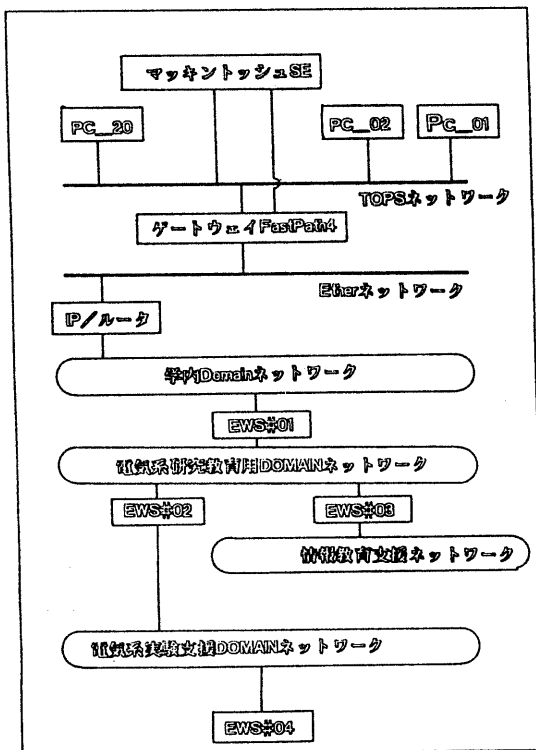 マッキントッシュSE
PC__20
PC__02
PC__01
TOPSネットワーク
ゲートウェイFastPath4
Etherネットワーク
IP/ルータ
学内Domainネットワーク
EWS#01
電気系研究教育用DOMAINネットワーク
EWS#02
EWS#03
情報教育支援ネットワーク
電気系実験支援DOMAINネットワーク
EWS#04